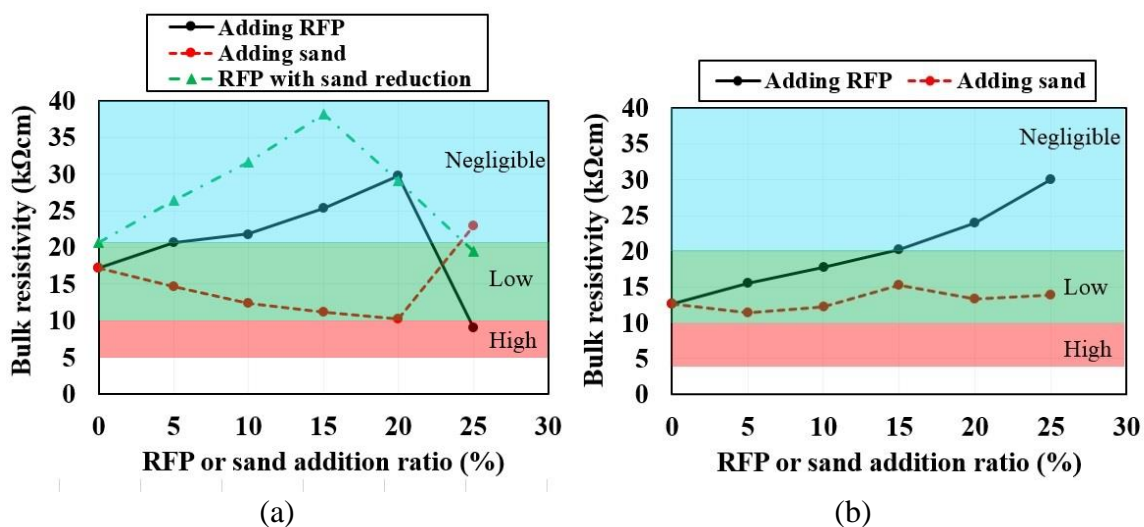 Adding RFP
Adding sand
RFP with sand reduction
40
35
30
25
20
15
10
5
0
Bulk resistivity (kΩcm)
Negligible
Low
High
0 5 10 15 20 25 30
RFP or sand addition ratio (%)
(a)
Adding RFP Adding sand
40
35
30
25
20
15
10
5
0
Bulk resistivity (kΩcm)
Negligible
Low
High
0 5 10 15 20 25 30
RFP or sand addition ratio (%)
(b)